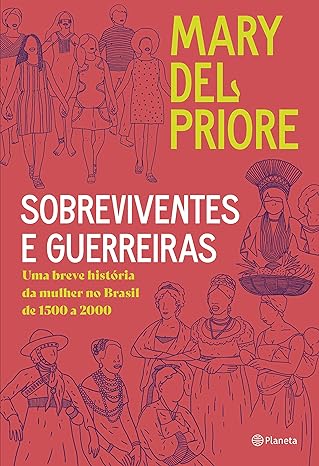 MARY
DEL
PRIORE
SOBREVIVENTES
E GUERREIRAS
Uma breve história
da mulher no Brasil
de 1500 a 2000
Planeta